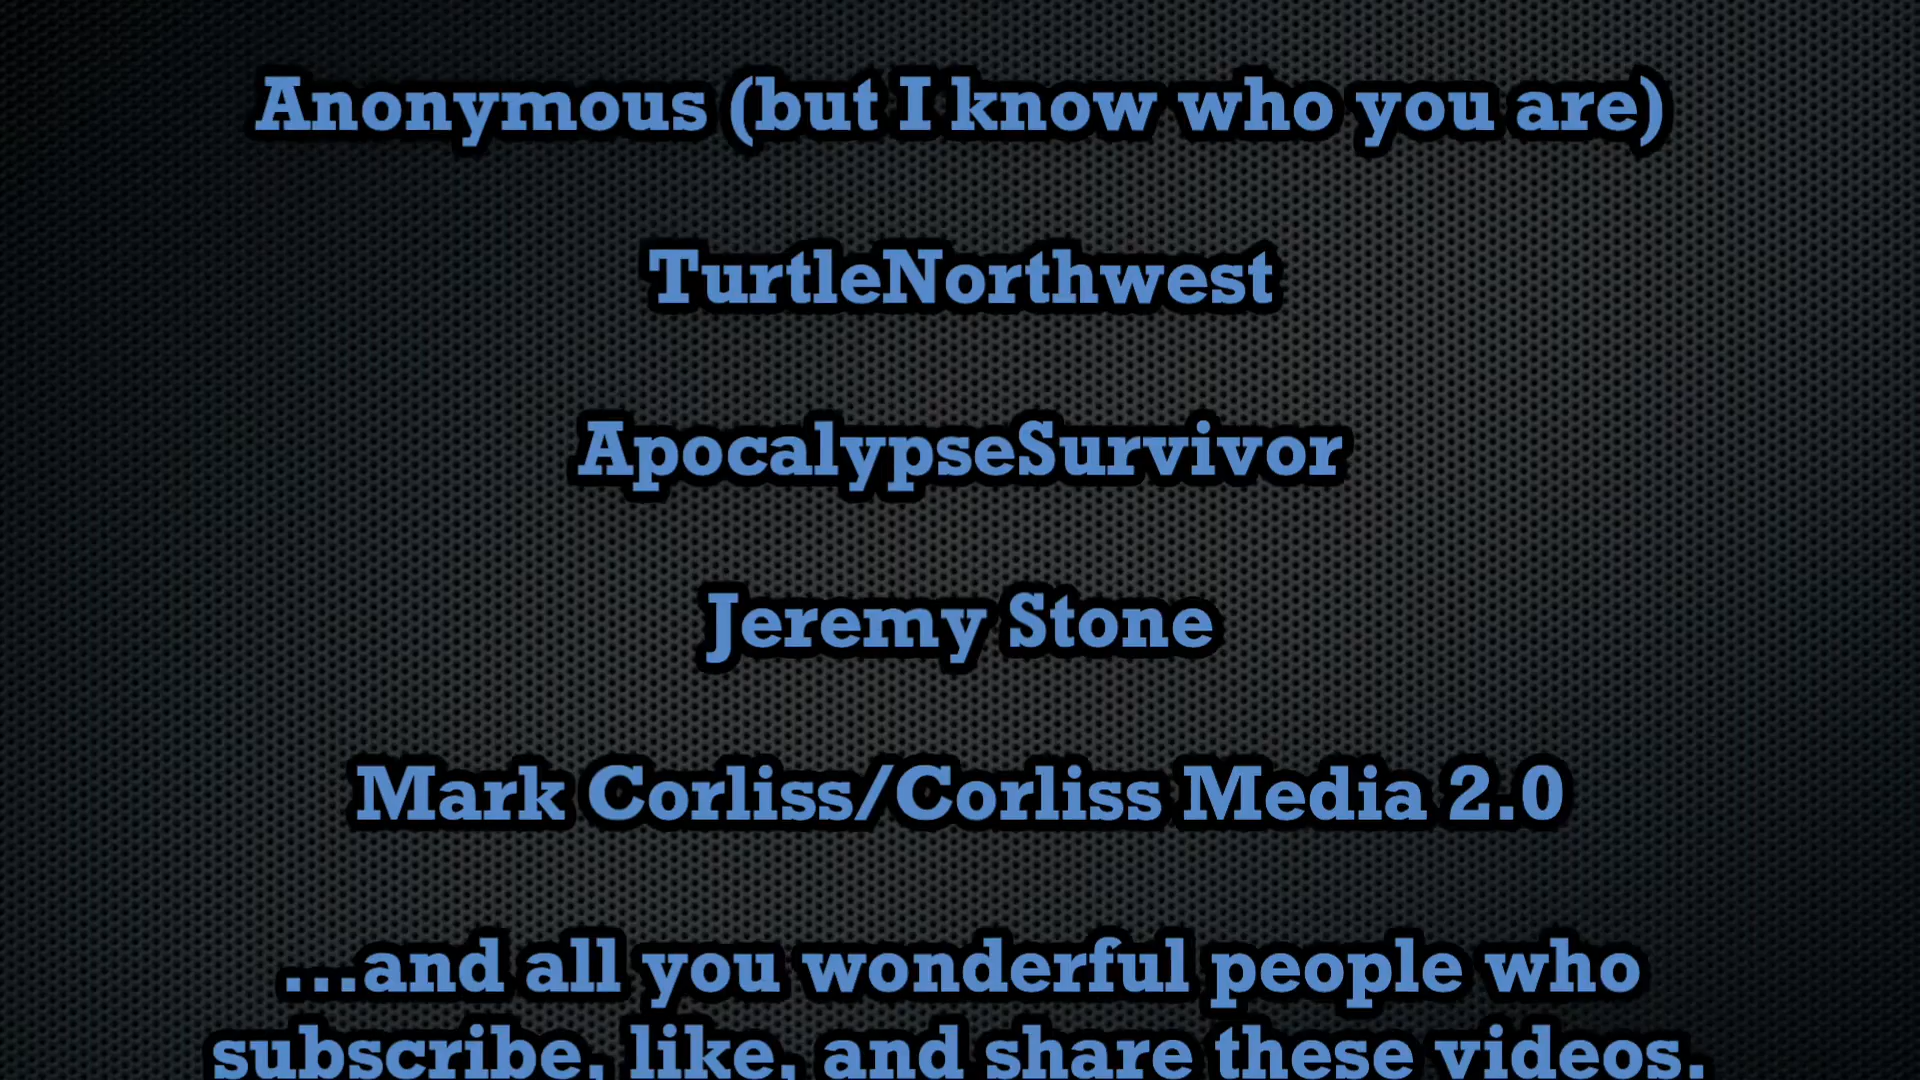 Anonymous (but I know who you are)
TurtleNorthwest
ApocalypseSurvivor
Jeremy Stone
Mark Corliss/Corliss Media 2.0
...and all you wonderful people who
subscribe, like, and share these videos.